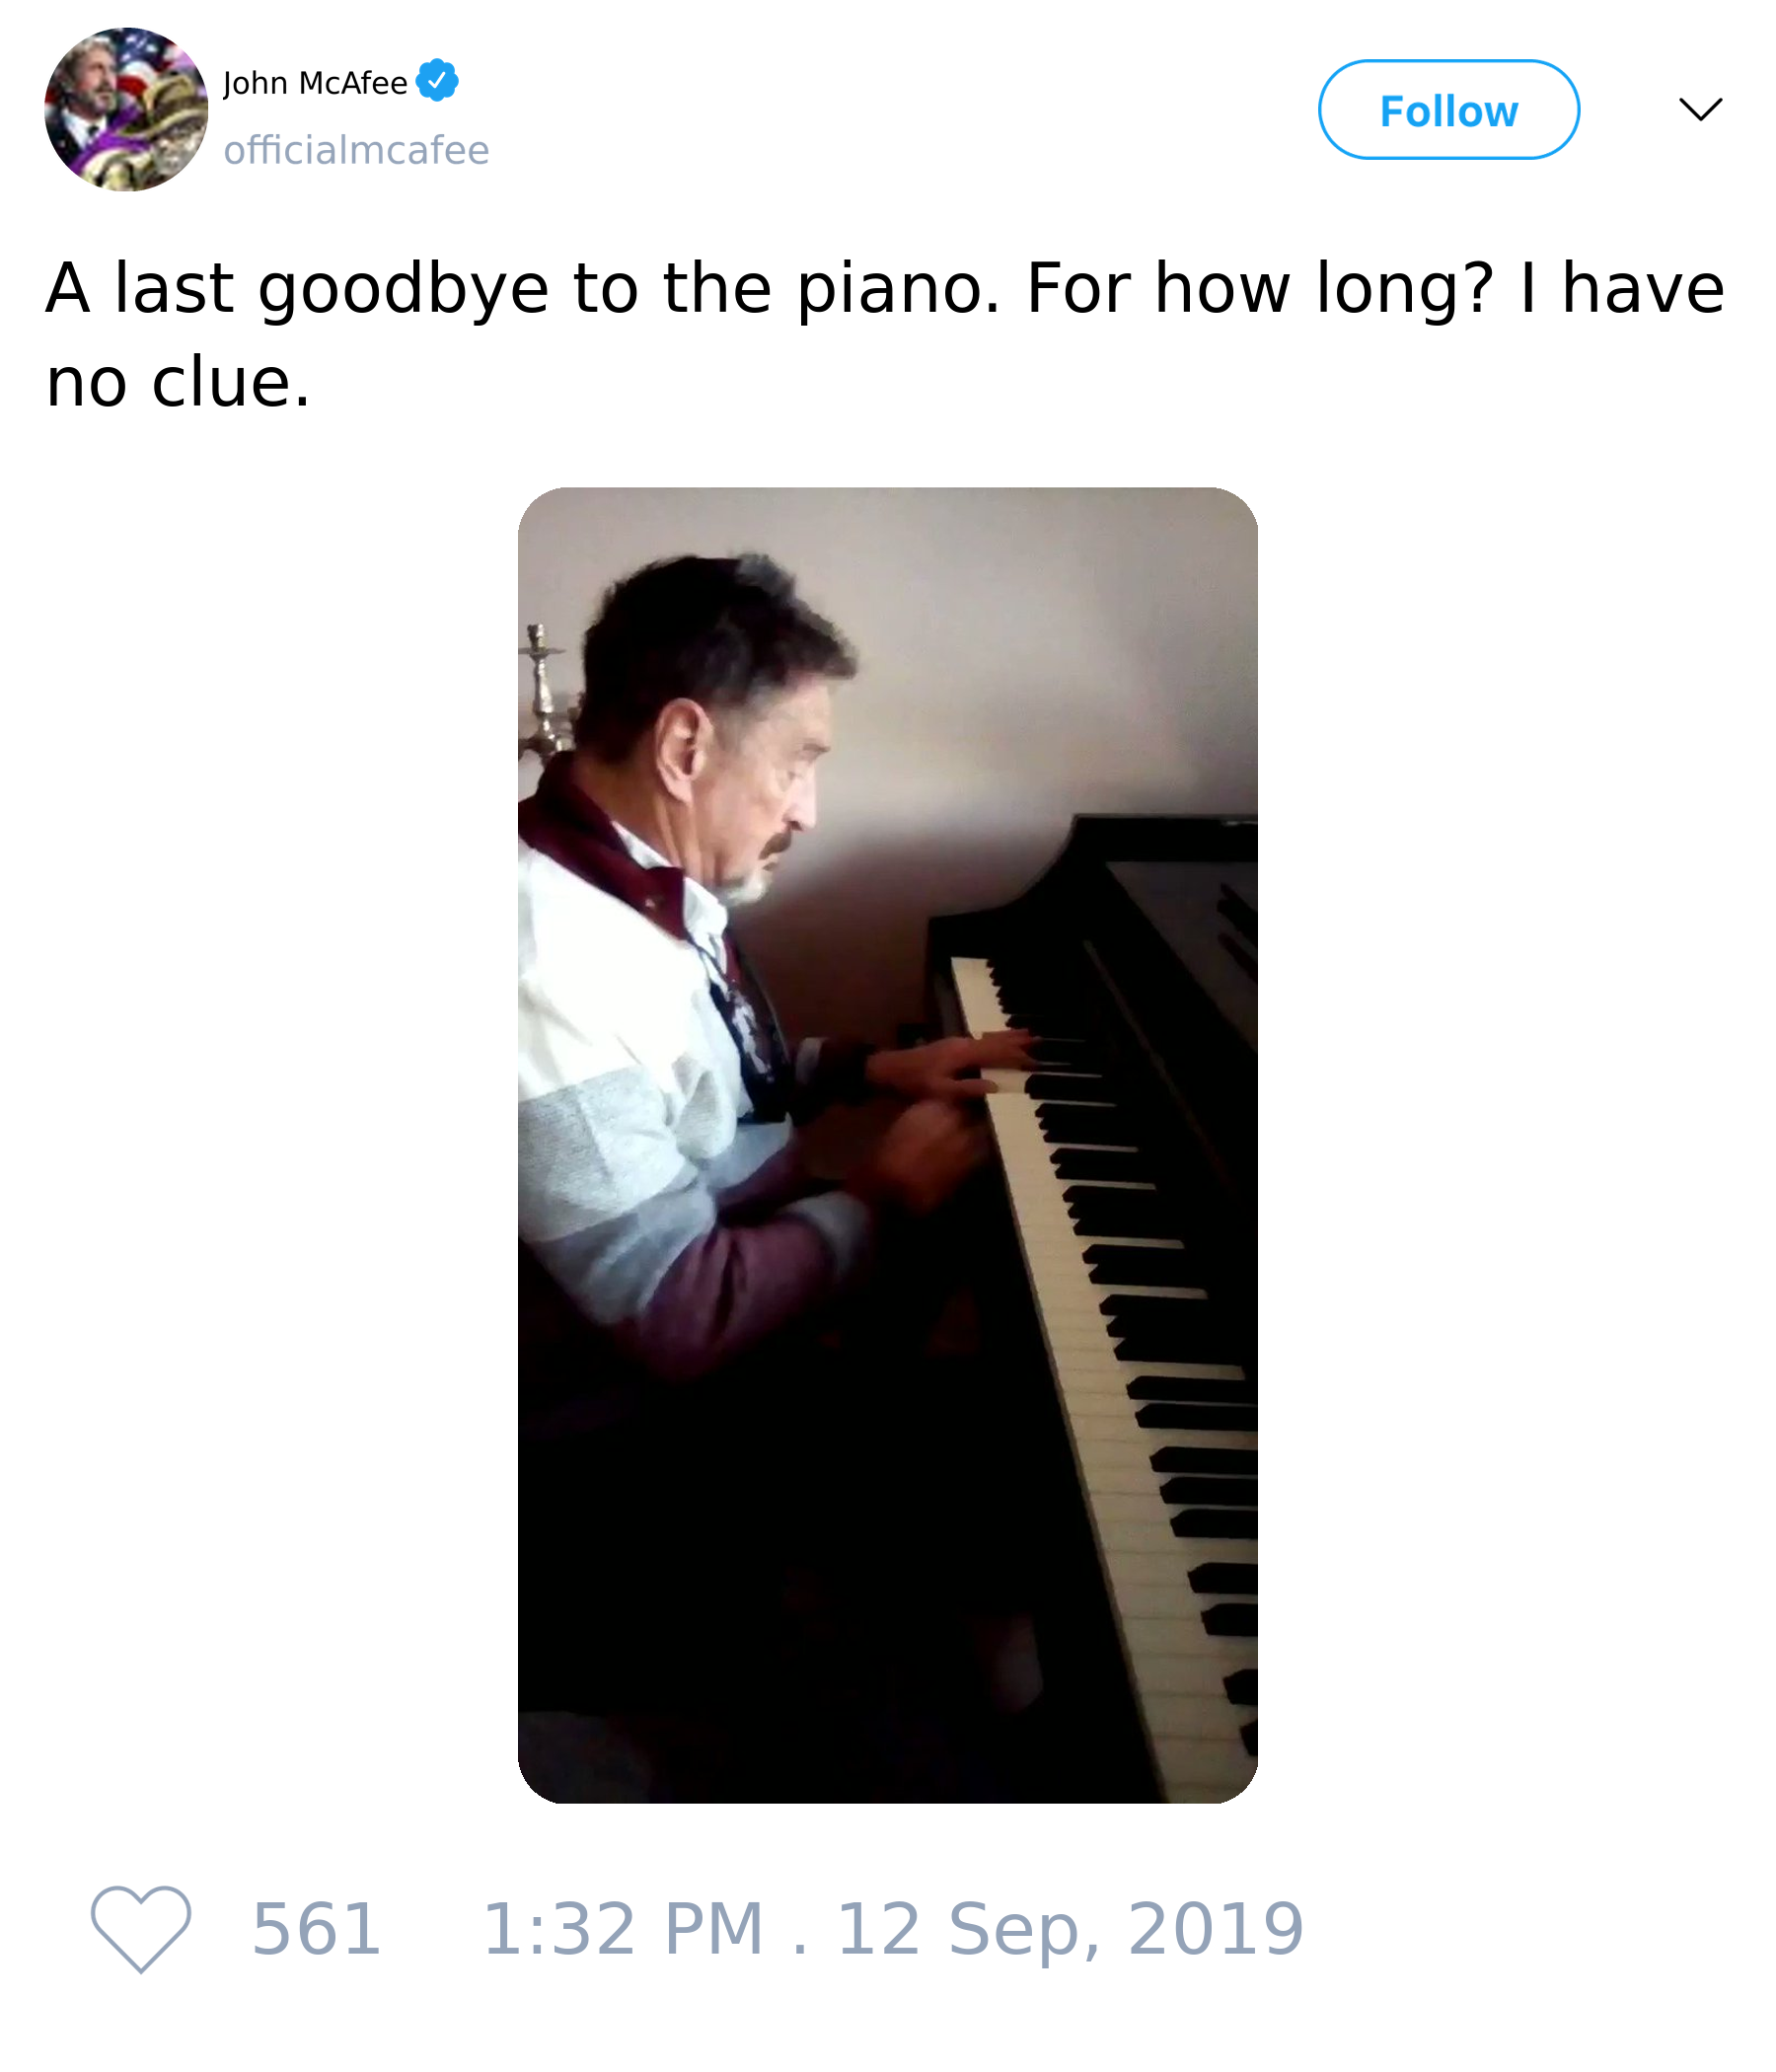 John McAfee
officialmcafee
Follow
A last goodbye to the piano. For how long? I have
no clue.
561 1:32 PM . 12 Sep, 2019